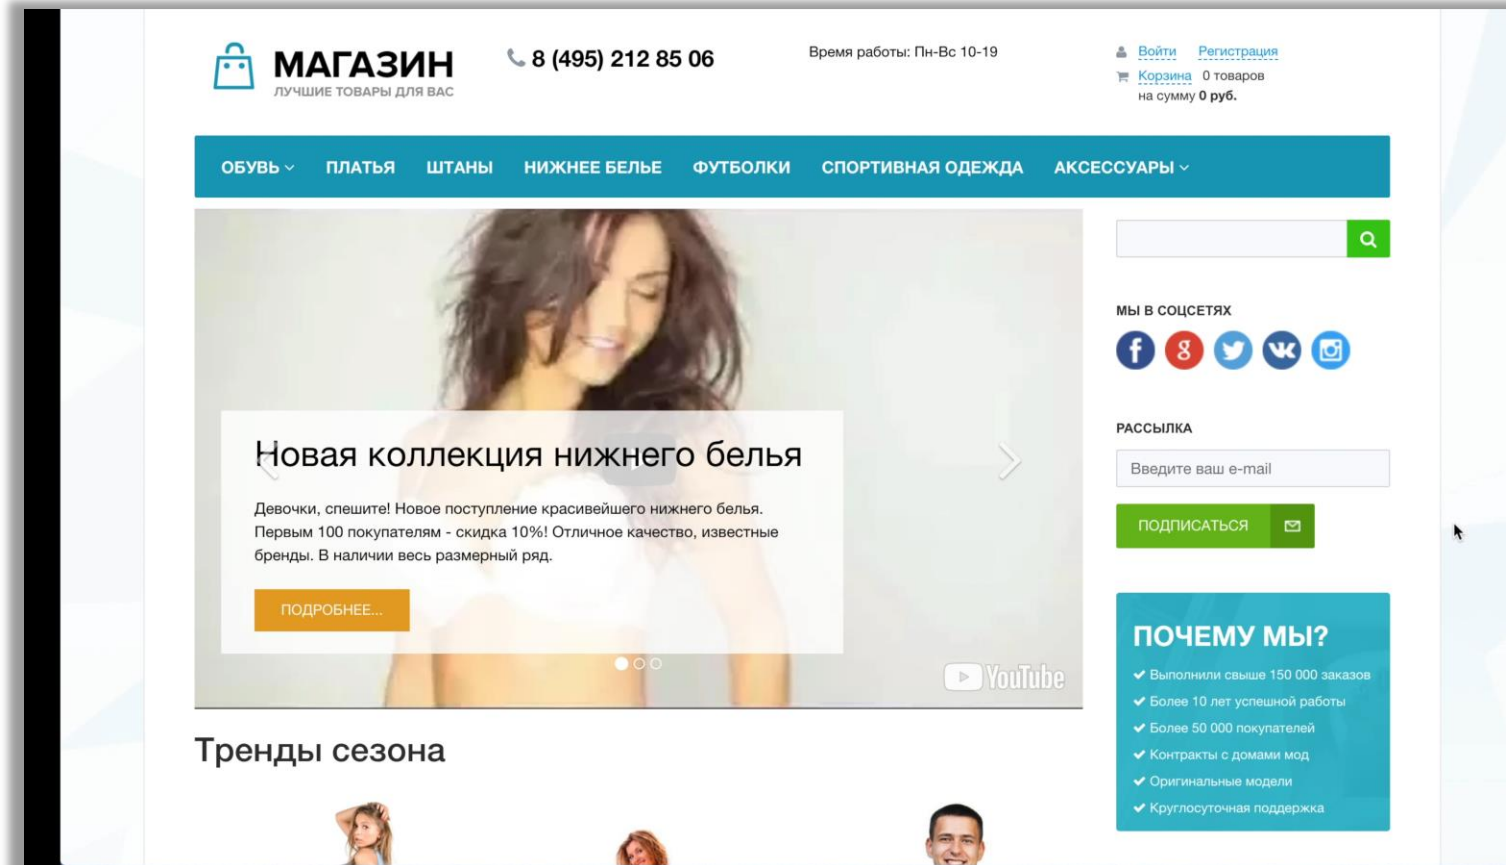 МАГАЗИН
ЛУЧШИЕ ТОВАРЫ ДЛЯ ВАС
8 (495) 212 85 06
Время работы: Пн-Вс 10-19
Войти Регистрация
Корзина 0 товаров
на сумму 0 руб.
ОБУВЬ ПЛАТЬЯ ШТАНЫ НИЖНЕЕ БЕЛЬЕ ФУТБОЛКИ СПОРТИВНАЯ ОДЕЖДА АКСЕССУАРЫ
Новая коллекция нижнего белья
Девочки, спешите! Новое поступление красивейшего нижнего белья.
Первым 100 покупателям - скидка 10%! Отличное качество, известные
бренды. В наличии весь размерный ряд.
ПОДРОБНЕЕ...
YouTube
МЫ В СОЦСЕТЯХ
РАССЫЛКА
Введите ваш e-mail
ПОДПИСАТЬСЯ
ПОЧЕМУ МЫ?
Выполнили свыше 150 000 заказов
Более 10 лет успешной работы
Более 50 000 покупателей
Контракты с домами мод
Оригинальные модели
Круглосуточная поддержка
Тренды сезона